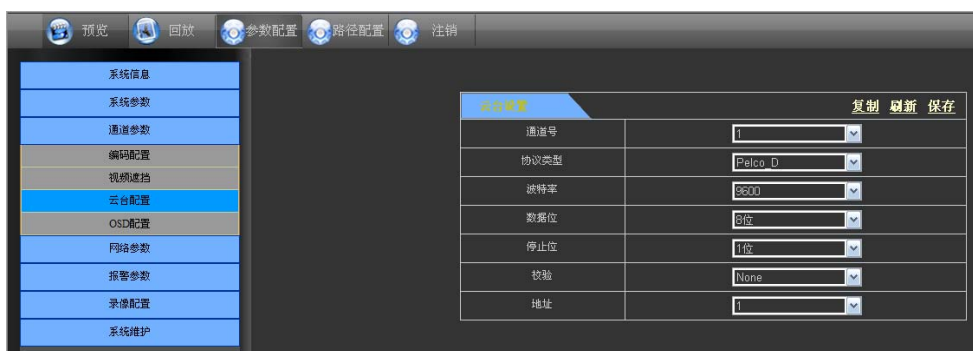 预览 回放 参数配置 路径配置 注销
系统信息
系统参数
通道参数
编码配置
视频遮挡
云台配置
OSD配置
网络参数
报警参数
录像配置
系统维护
云台设置 复制 刷新 保存
通道号 1
协议类型 Pelco_D
波特率 9600
数据位 8位
停止位 1位
校验 None
地址 1